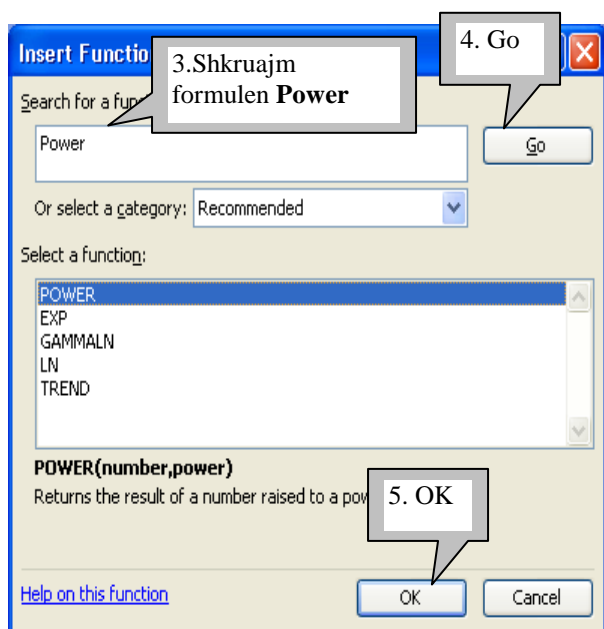 Insert Functio
4. Go
3.Shkruajm
formulen Power
Search for a fun
Power
Go
Or select a category: Recommended
Select a function:
POWER
EXP
GAMMALN
LN
TREND
POWER(number,power)
Returns the result of a number raised to a pow
5. OK
Help on this function
OK
Cancel